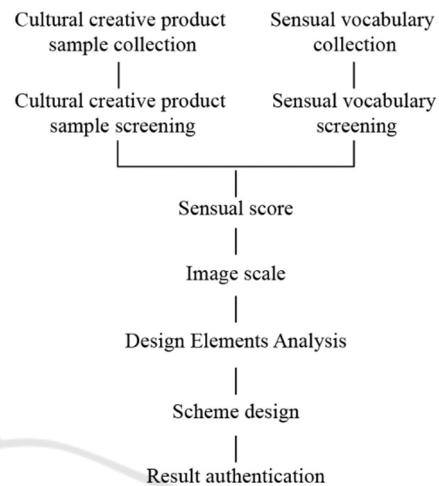 Cultural creative product
sample collection
Sensual vocabulary
collection
Cultural creative product
sample screening
Sensual vocabulary
screening
Sensual score
Image scale
Design Elements Analysis
Scheme design
Result authentication